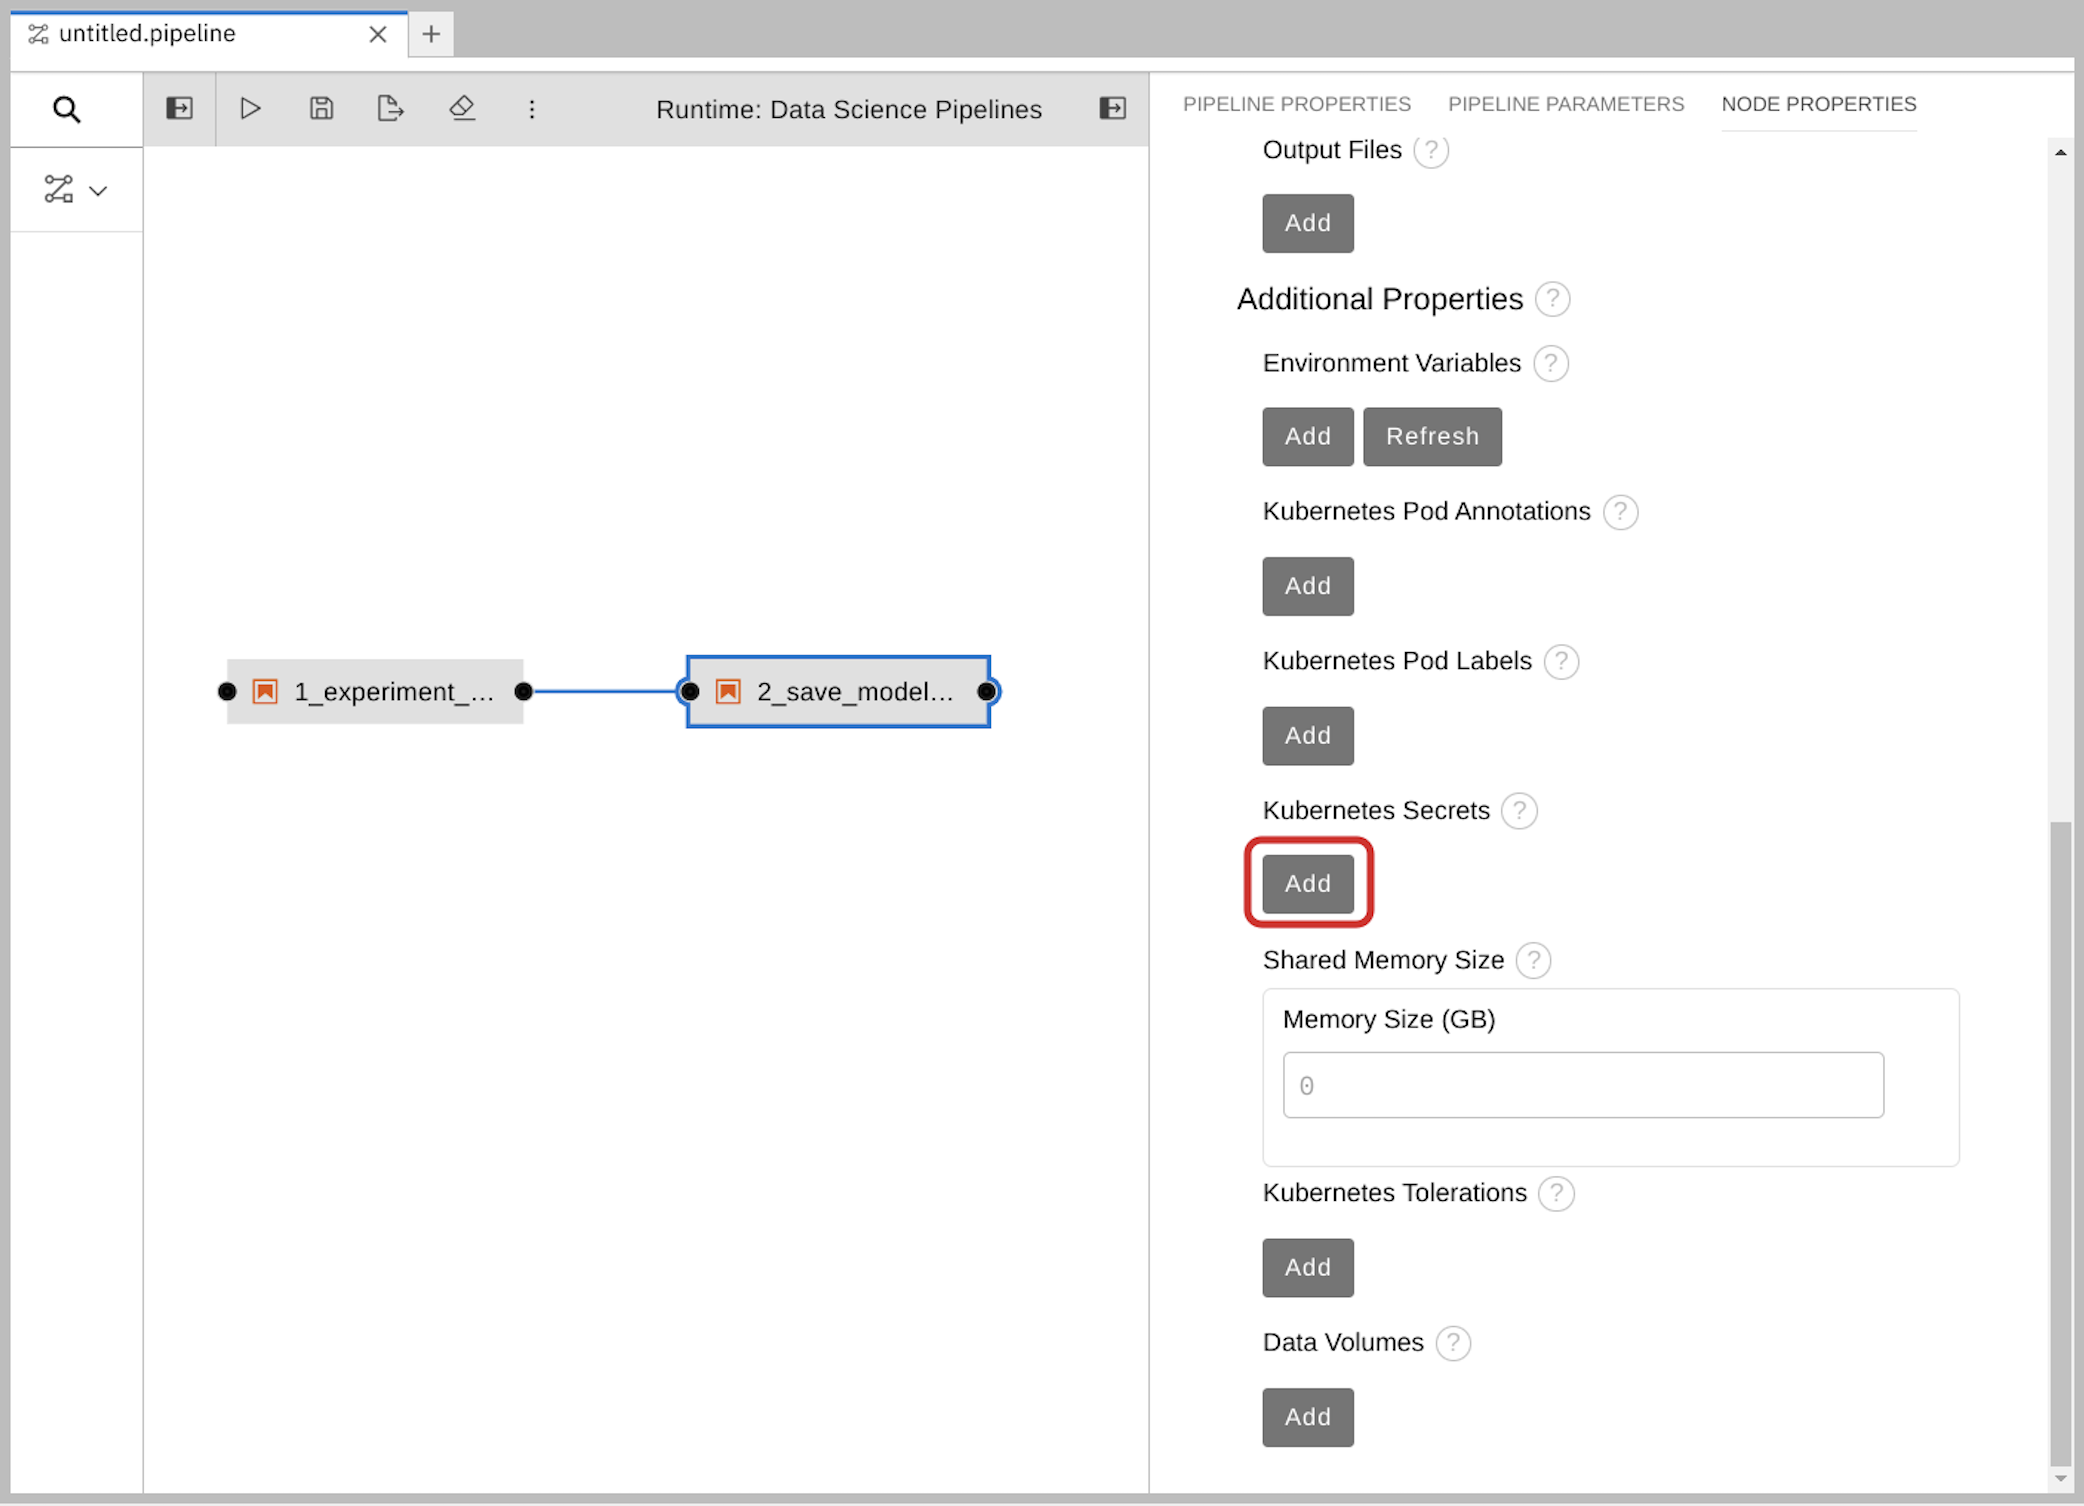 untitled.pipeline
Runtime: Data Science Pipelines
1_experiment_...
2_save_model...
PIPELINE PROPERTIES PIPELINE PARAMETERS NODE PROPERTIES
Output Files ?
Add
Additional Properties ?
Environment Variables ?
Add Refresh
Kubernetes Pod Annotations ?
Add
Kubernetes Pod Labels ?
Add
Kubernetes Secrets ?
Add
Shared Memory Size ?
Memory Size (GB)
0
Kubernetes Tolerations ?
Add
Data Volumes ?
Add